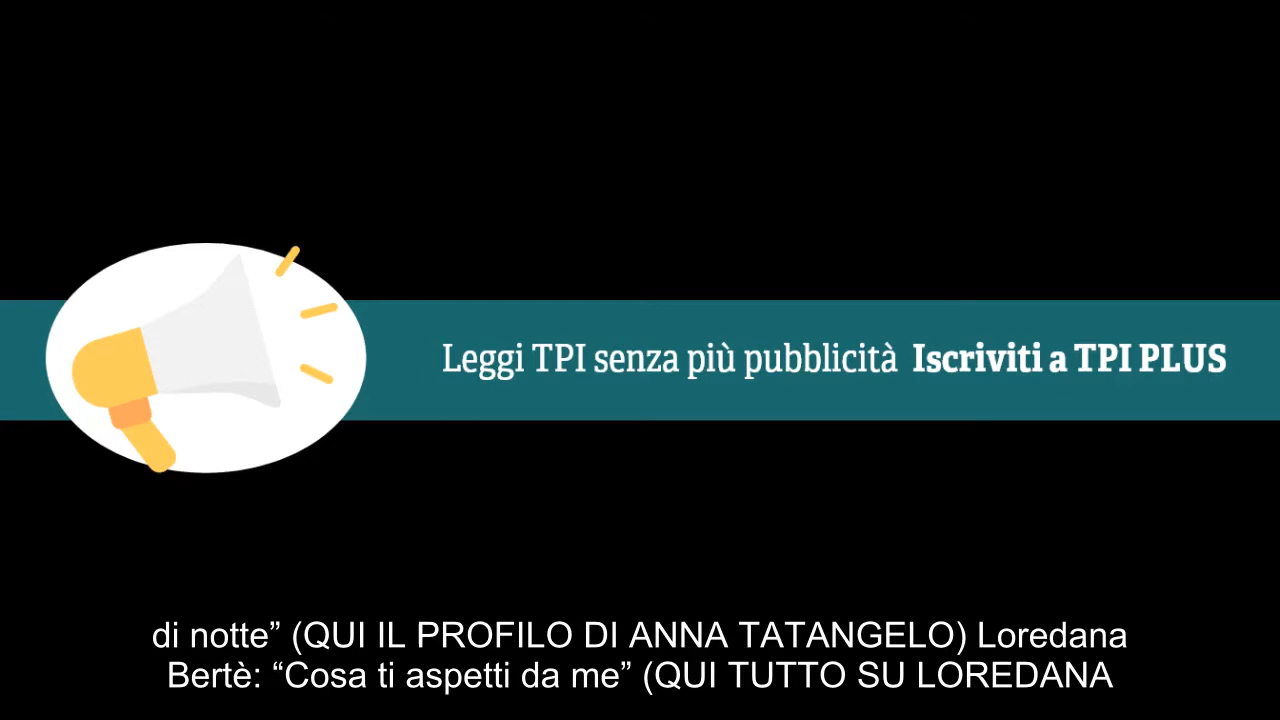 Leggi TPI senza più pubblicità Iscriviti a TPI PLUS
di notte” (QUI IL PROFILO DI ANNA TATANGELO) Loredana
Bertè: “Cosa ti aspetti da me” (QUI TUTTO SU LOREDANA